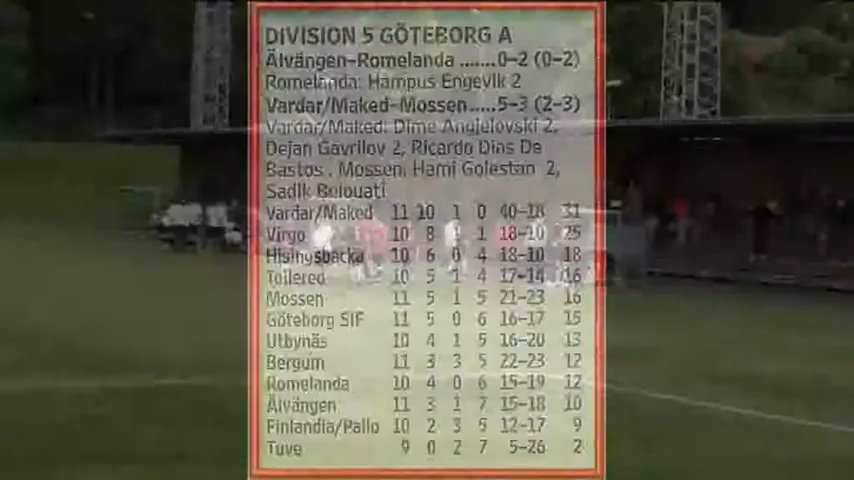 DIVISION 5 GÖTEBORG A
Älvängen–Romelanda .......0–2 (0–2)
Romelanda: Hampus Engevik 2
Vardar/Maked–Mossen.....5–3 (2–3)
Vardar/Maked: Dime Angjelovski 2,
Dejan Gavrilov 2, Ricardo Dias De
Bastos . Mossen: Hami Golestan 2,
Sadik Belouati
Vardar/Maked 11 10 1 0 40–18 31
Virgo 10 8 1 1 18–10 25
Hisingsbacka 10 6 0 4 18–10 18
Tollered 10 5 1 4 17–14 16
Mossen 11 5 1 5 21–23 16
Göteborg SIF 11 5 0 6 16–17 15
Utbynäs 10 4 1 5 16–20 13
Bergum 11 3 3 5 22–23 12
Romelanda 10 4 0 6 15–19 12
Älvängen 11 3 1 7 15–18 10
Finlandia/Pallo 10 2 3 5 12–17 9
Tuve 9 0 2 7 5–26 2